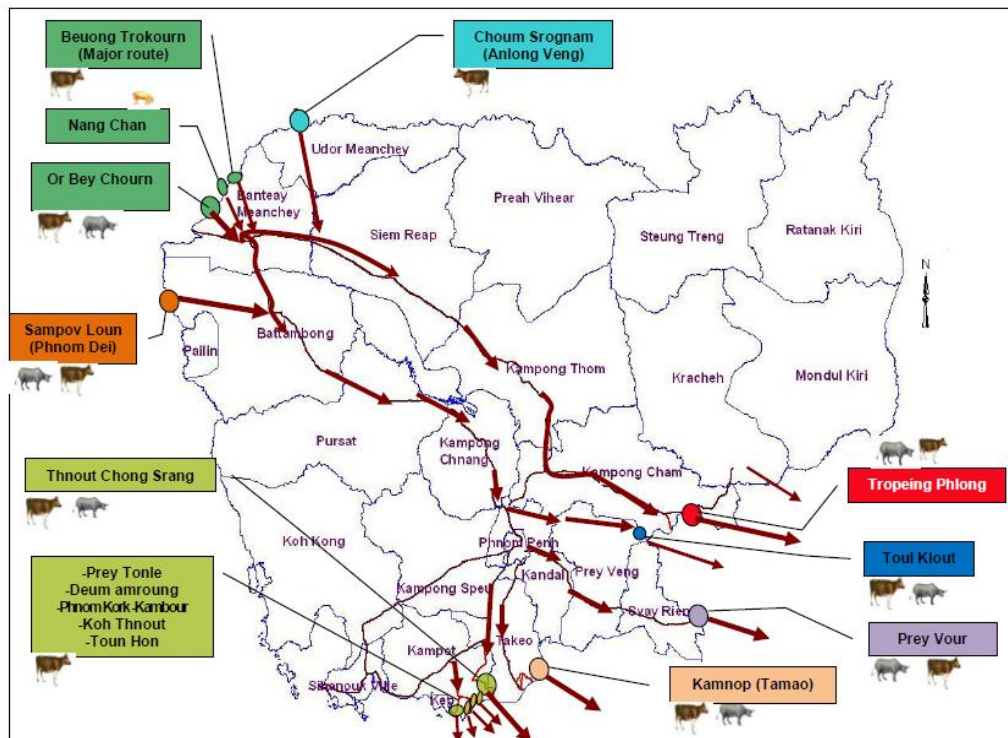 Beuong Trokourn
(Major route)
Choum Srognam
(Anlong Veng)
Nang Chan
Or Bey Chourn
Udor Meanchey
Banteay
Meanchey
Siem Reap
Preah Vihear
Steung Treng
Ratanak Kiri
N
Sampov Loun
(Phnom Dei)
Pailin
Battambong
Kampong Thom
Kracheh
Mondul Kiri
Pursat
Kampong
Chnang
Kampong Cham
Thnout Chong Srang
Tropeing Phlong
Koh Kong
Phnom Penh
Toul Klout
Kandal
Prey Veng
Kampong Speu
-Prey Tonle
-Deum amroung
-Phnom Kork-Kambour
-Koh Thnout
-Toun Hon
Svay Rieng
Prey Vour
Takeo
Kampot
Sihanouk Ville
Kep
Kamnop (Tamao)